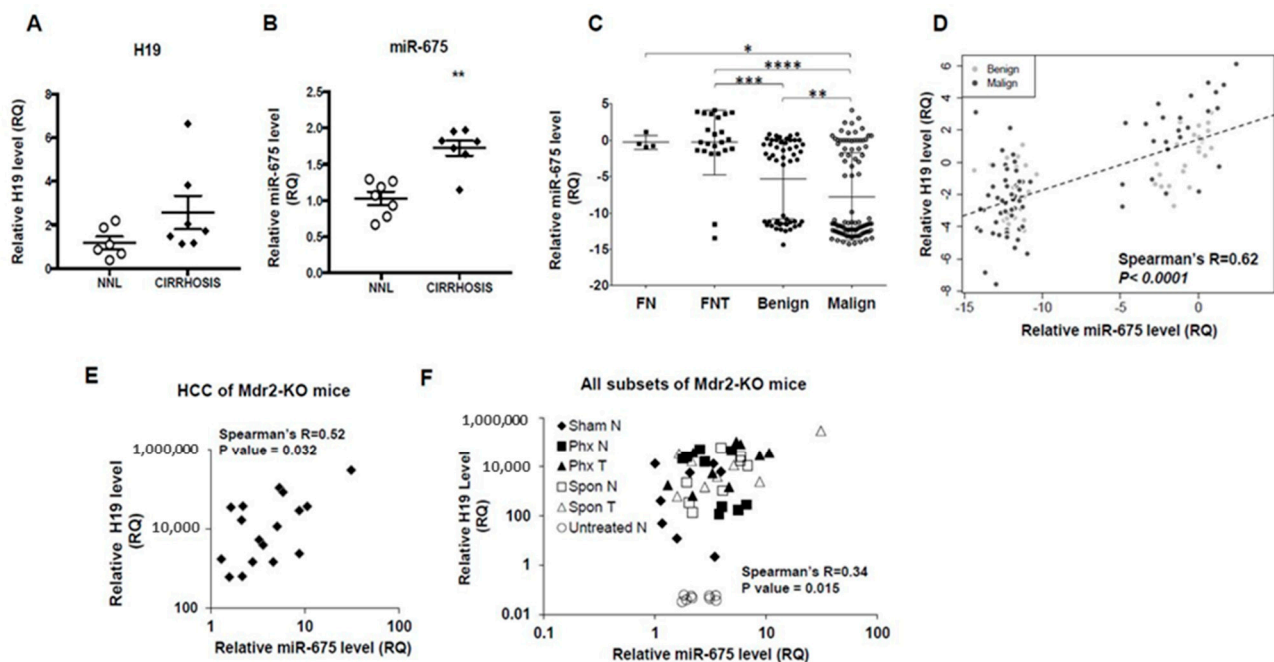 A
H19
Relative H19 level (RQ)
8
6
4
2
0
NNL
CIRRHOSIS
B
miR-675
**
Relative miR-675 level
(RQ)
2.5
2.0
1.5
1.0
0.5
0.0
NNL
CIRRHOSIS
C
*
****
***
**
Relative miR-675 level (RQ)
5
0
-5
-10
-15
-20
FN
FNT
Benign
Malign
D
Benign
Malign
Relative H19 level (RQ)
6
4
2
0
-2
-4
-6
-8
Spearman's R=0.62
P< 0.0001
-15
-10
-5
0
Relative miR-675 level (RQ)
E
HCC of Mdr2-KO mice
Spearman's R=0.52
P value = 0.032
Relative H19 level
(RQ)
1,000,000
10,000
100
1
10
100
Relative miR-675 level (RQ)
F
All subsets of Mdr2-KO mice
Relative H19 Level
(RQ)
1,000,000
10,000
100
1
0.01
Sham N
Phx N
Phx T
Spon N
Spon T
Untreated N
Spearman's R=0.34
P value = 0.015
0.1
1
10
100
Relative miR-675 level (RQ)